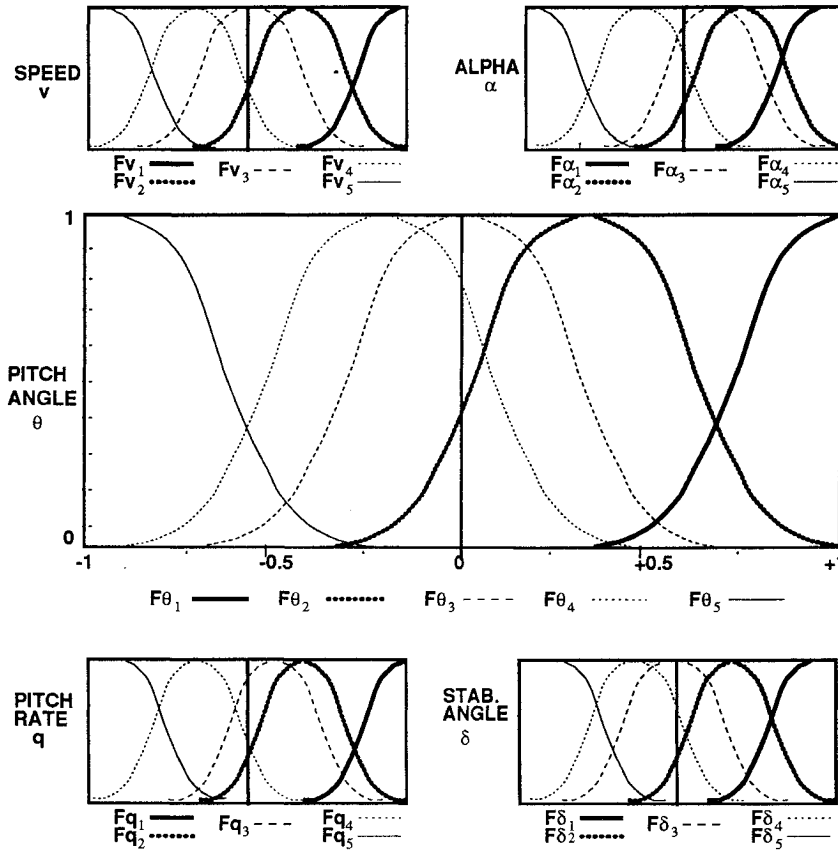 SPEED
v
ALPHA
α
Fv1 Fv3 Fv4
Fv2 Fv5
Fα1 Fα3 Fα4
Fα2 Fα5
1
PITCH
ANGLE
θ
0
-1 -0.5 0 +0.5 +1
Fθ1 Fθ2 Fθ3 Fθ4 Fθ5
PITCH
RATE
q
STAB.
ANGLE
δ
Fq1 Fq3 Fq4
Fq2 Fq5
Fδ1 Fδ3 Fδ4
Fδ2 Fδ5